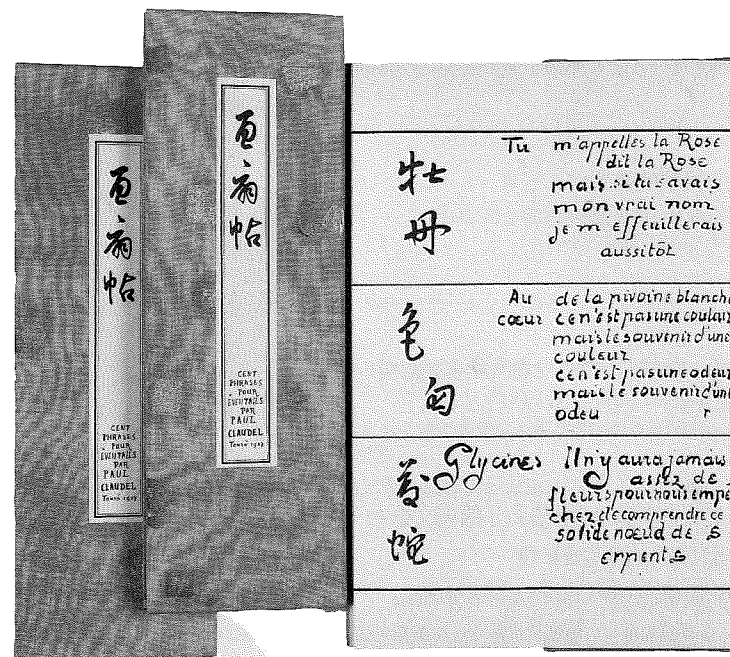 百扇帖
CENT
PHRASES
POUR
ÉVENTAILS
PAR
PAUL
CLAUDEL
百扇帖
CENT
PHRASES
POUR
ÉVENTAILS
PAR
PAUL
CLAUDEL
牡丹
Tu m'appelles la Rose
dit la Rose
mais si tu savais
mon vrai nom
je m'effeuillerais
aussitôt
色匂
Au de la pivoine blanche
cœur ce n'est pas une couleur
mais le souvenir d'une
couleur
ce n'est pas une odeur
mais le souvenir d'une
odeu r
蛇
Glycines Il n'y aura jamais
assez de
fleurs pour nous empê
cher de comprendre ce
solide nœud de s
erpents